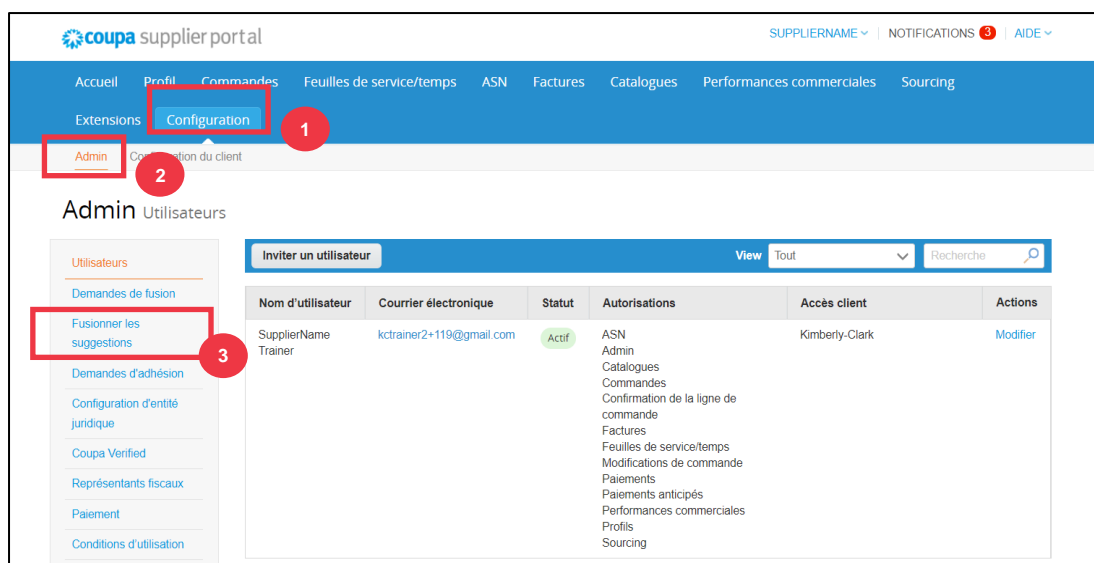 coupa supplier portal
SUPPLIERNAME NOTIFICATIONS 3 AIDE
Accueil Profil Commandes Feuilles de service/temps ASN Factures Catalogues Performances commerciales Sourcing
Extensions Configuration
1
Admin Configuration du client
2
Admin Utilisateurs
Utilisateurs
Demandes de fusion
Fusionner les
suggestions
3
Demandes d'adhésion
Configuration d'entité
juridique
Coupa Verified
Représentants fiscaux
Paiement
Conditions d'utilisation
Inviter un utilisateur View Tout Recherche
Nom d'utilisateur Courrier électronique Statut Autorisations Accès client Actions
SupplierName kctrainer2+119@gmail.com Actif ASN Kimberly-Clark Modifier
Trainer Admin
Catalogues
Commandes
Confirmation de la ligne de
commande
Factures
Feuilles de service/temps
Modifications de commande
Paiements
Paiements anticipés
Performances commerciales
Profils
Sourcing